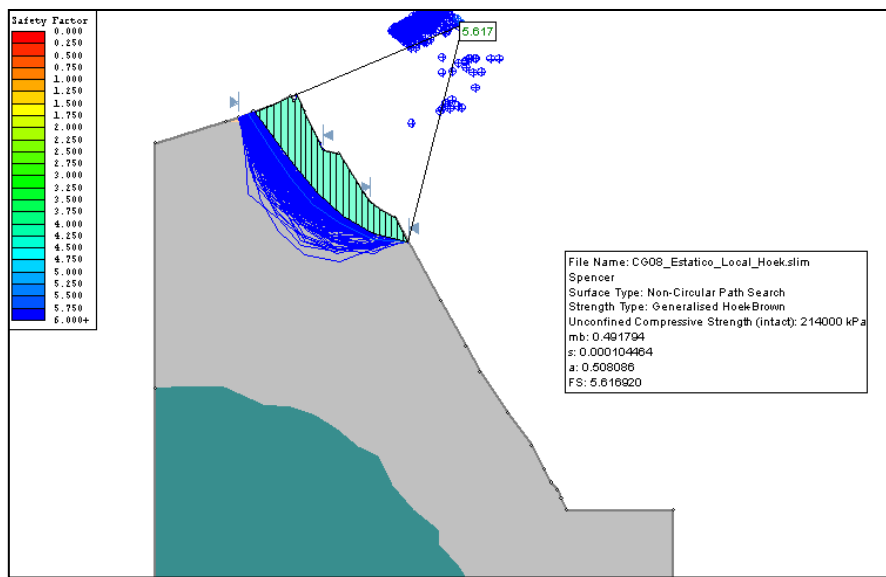 Safety Factor
0.000
0.250
0.500
0.750
1.000
1.250
1.500
1.750
2.000
2.250
2.500
2.750
3.000
3.250
3.500
3.750
4.000
4.250
4.500
4.750
5.000
5.250
5.500
5.750
6.000+
5.617
File Name: CG08_Estatico_Local_Hoek.slim
Spencer
Surface Type: Non-Circular Path Search
Strength Type: Generalised Hoek-Brown
Unconfined Compressive Strength (intact): 214000 kPa
mb: 0.491794
s: 0.000104464
a: 0.508086
FS: 5.616920